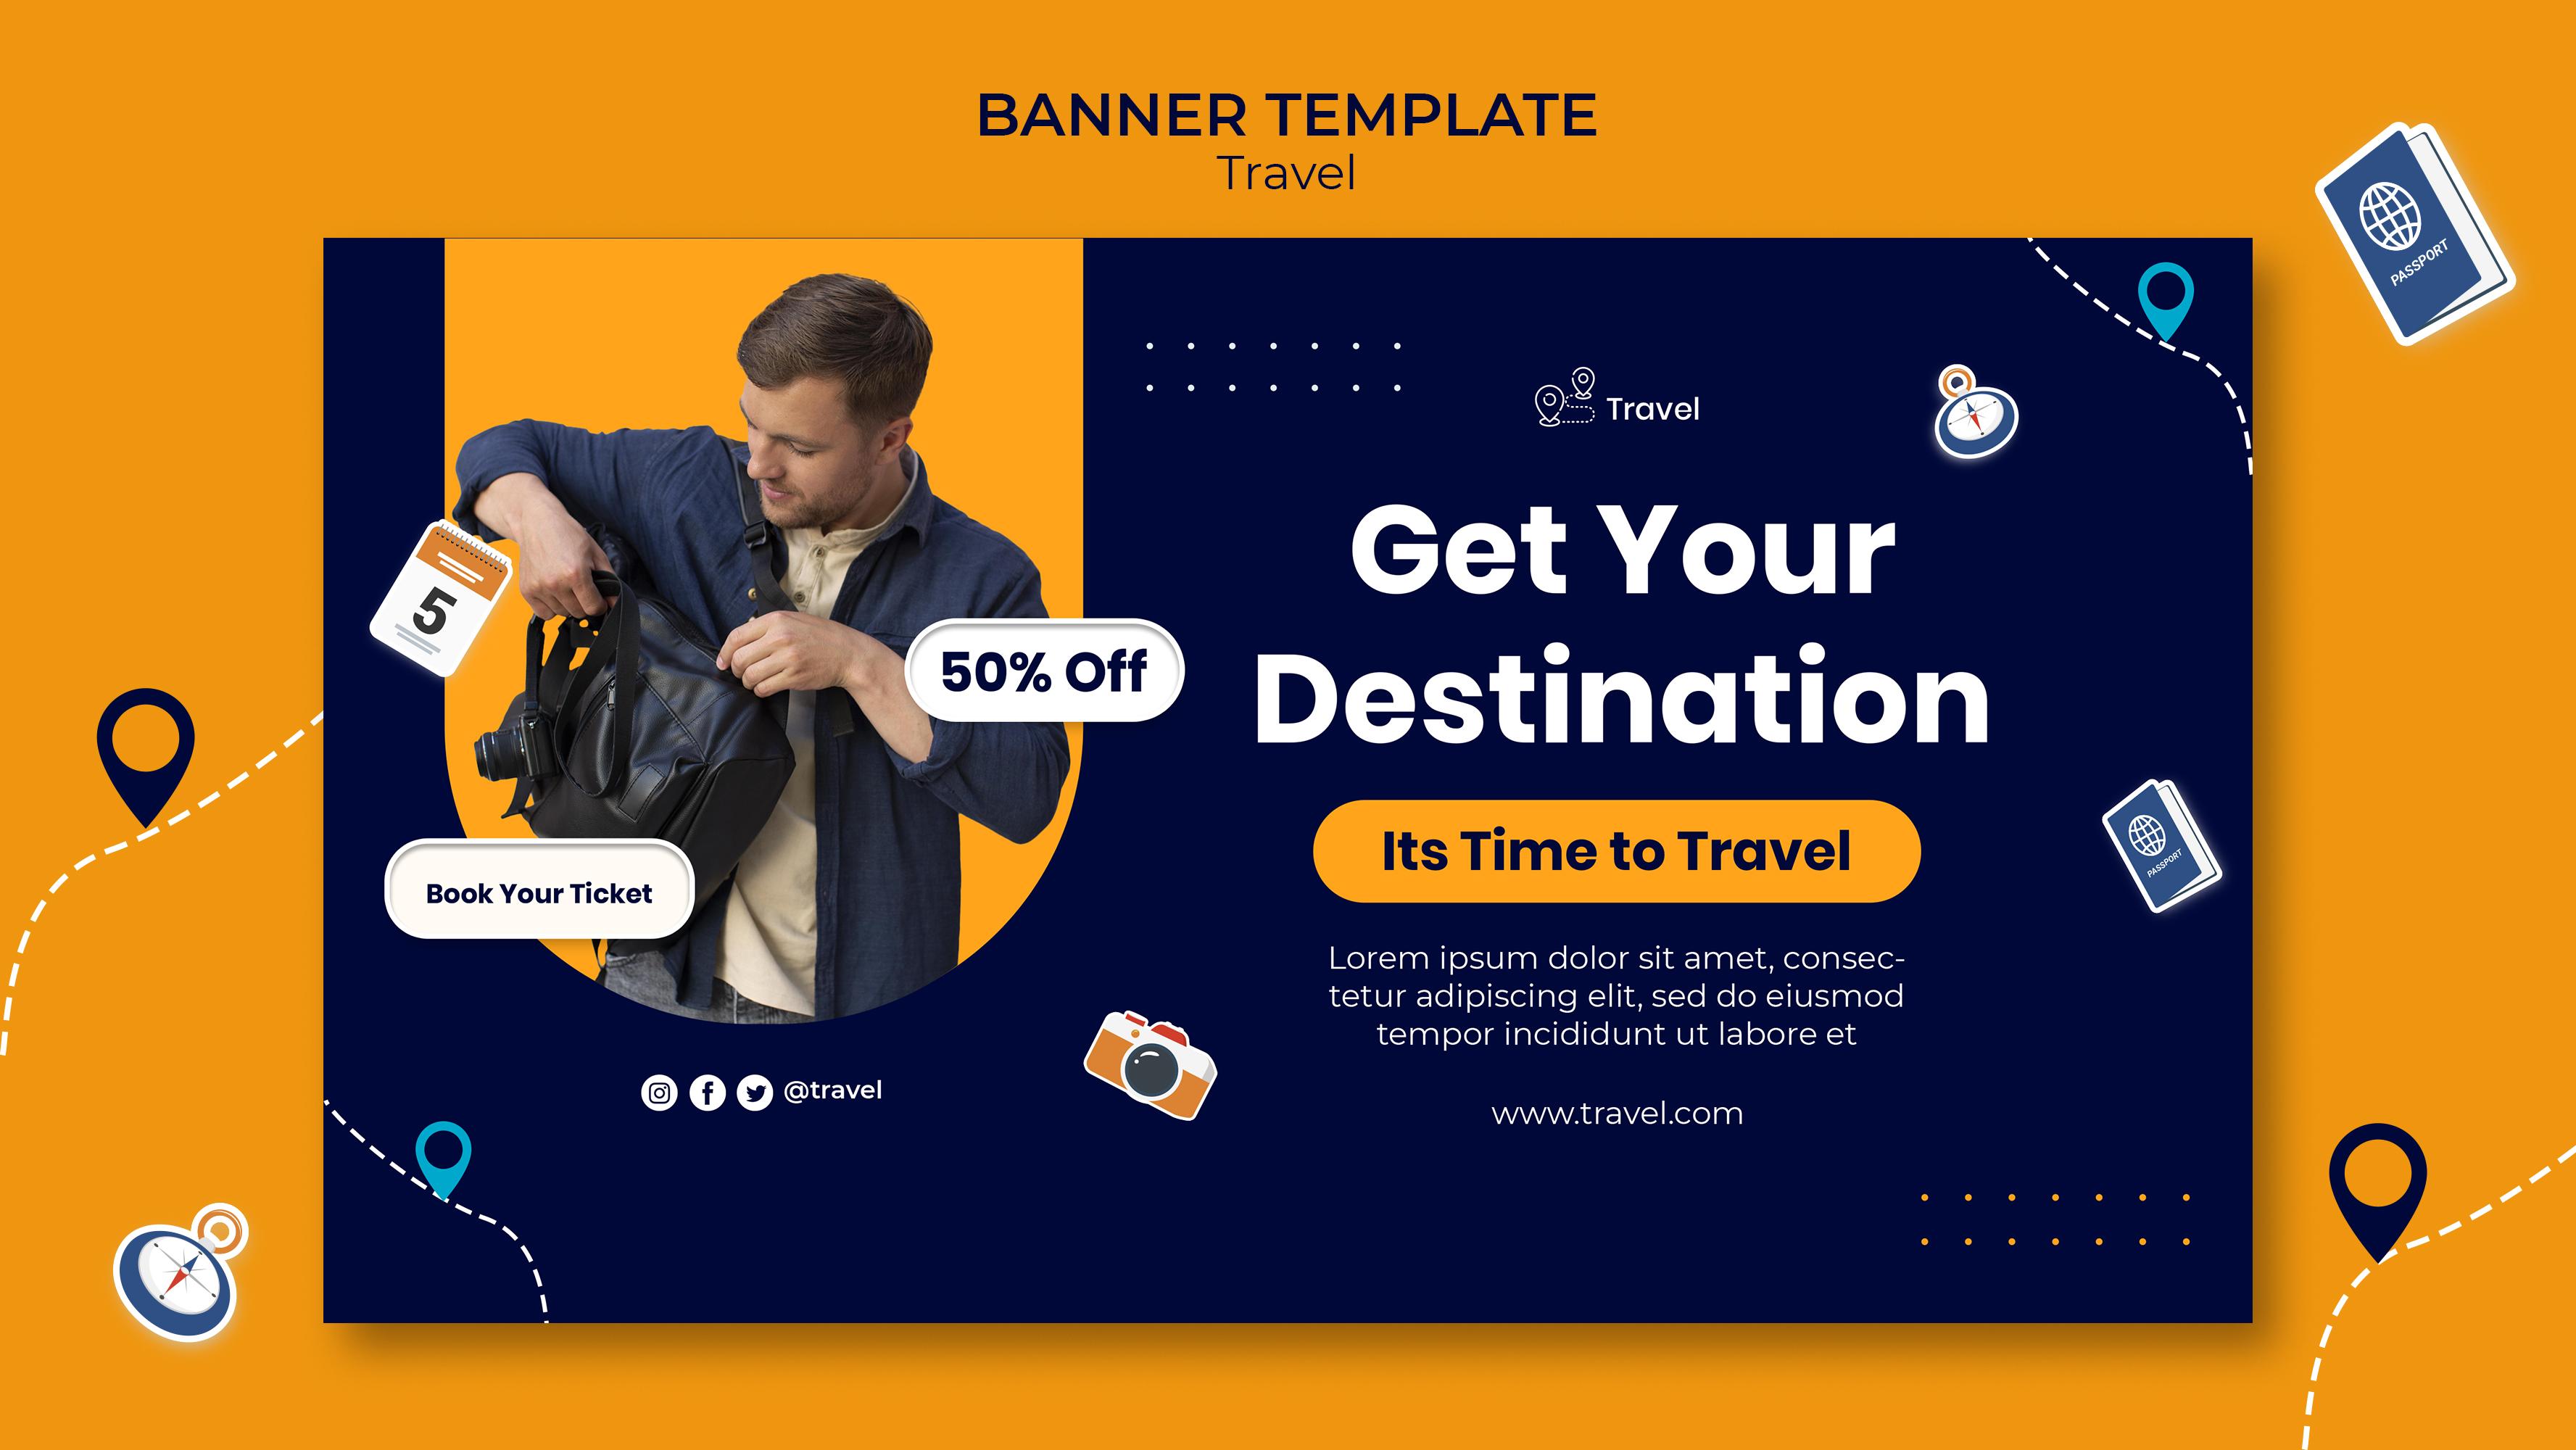 BANNER TEMPLATE
Travel
PASSPORT
Travel
Get Your
Destination
5
50% Off
Its Time to Travel
PASSPORT
Book Your Ticket
Lorem ipsum dolor sit amet, consec-
tetur adipiscing elit, sed do eiusmod
tempor incididunt ut labore et
@travel
www.travel.com